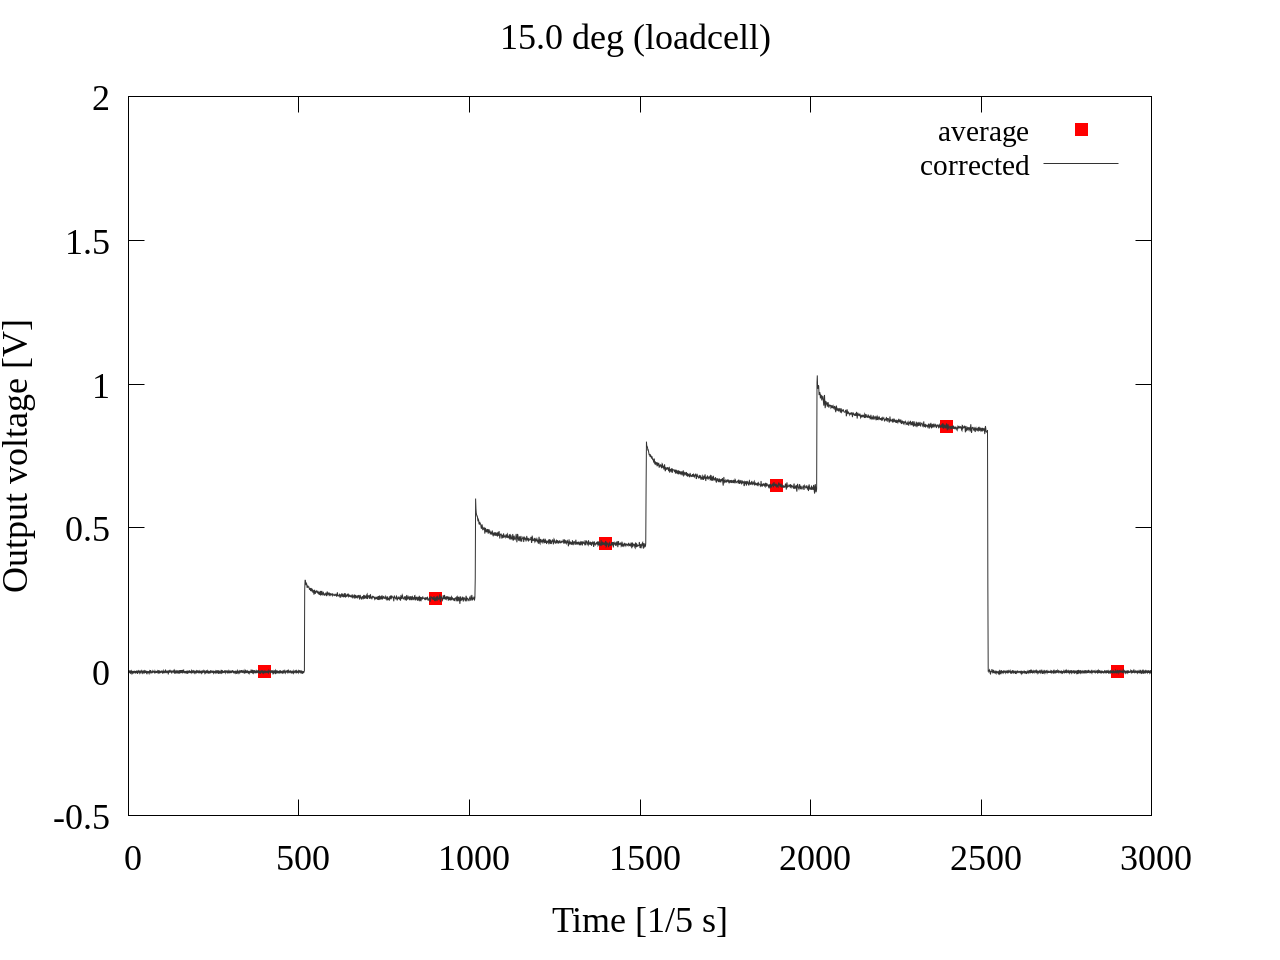 15.0 deg (loadcell)
average
corrected
2
1.5
1
0.5
0
-0.5
Output voltage [V]
0 500 1000 1500 2000 2500 3000
Time [1/5 s]